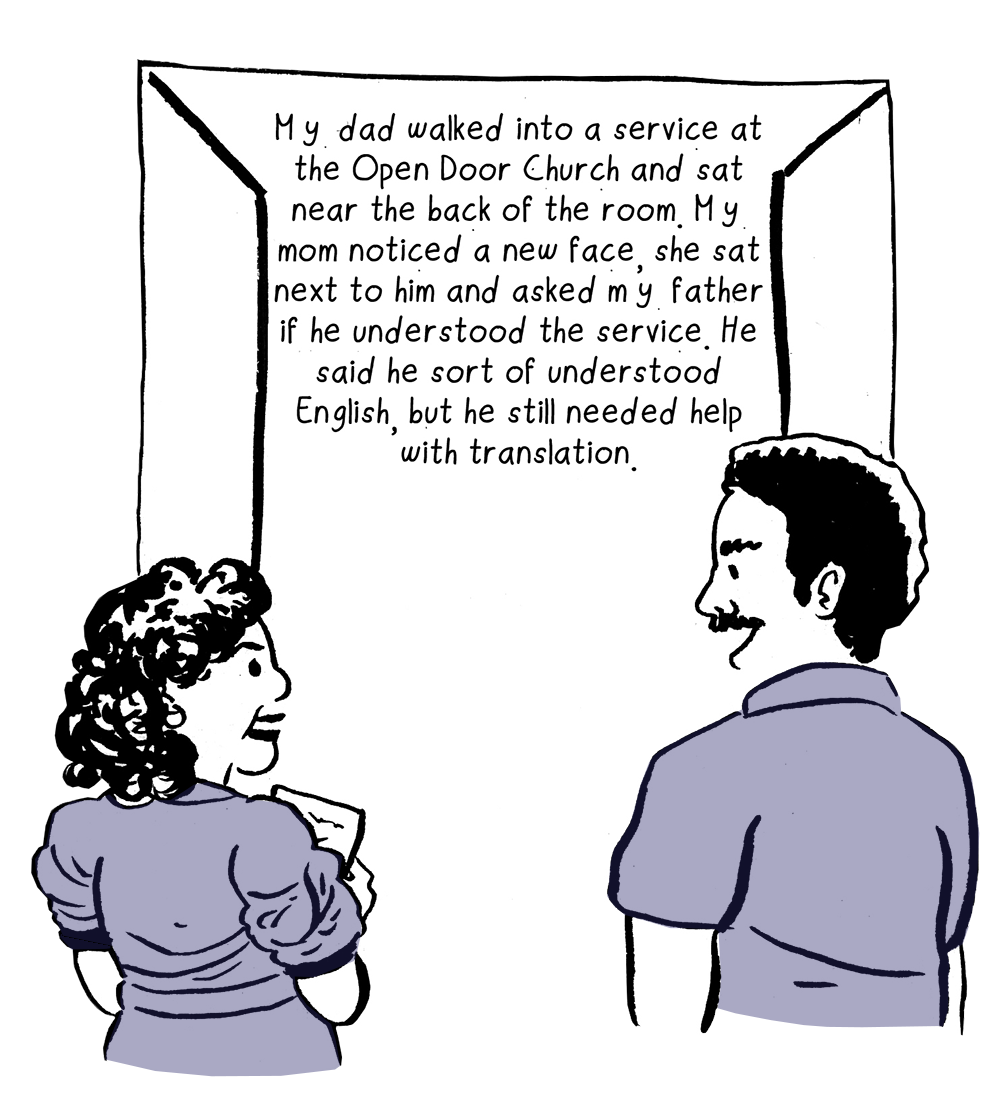 My dad walked into a service at
the Open Door Church and sat
near the back of the room. My
mom noticed a new face, she sat
next to him and asked my father
if he understood the service. He
said he sort of understood
English, but he still needed help
with translation.